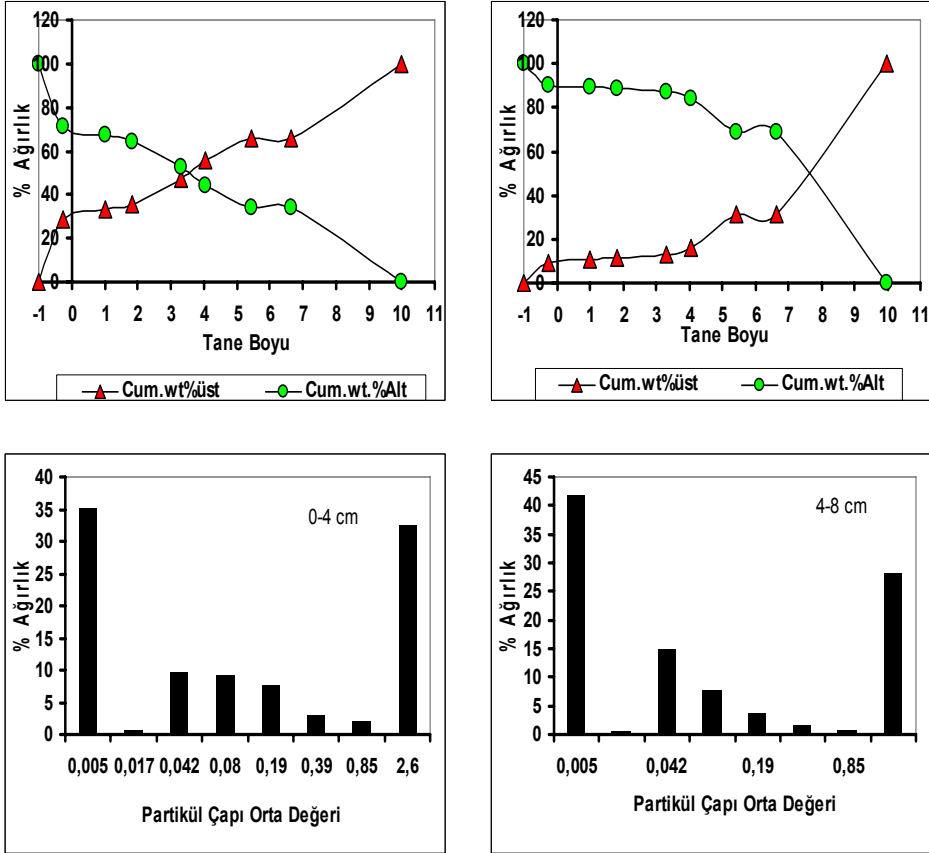 120
100
80
60
40
20
0
% Ağırlık
-1 0 1 2 3 4 5 6 7 8 9 10 11
Tane Boyu
Cum.wt%üst Cum.wt.%Alt
120
100
80
60
40
20
0
% Ağırlık
-1 0 1 2 3 4 5 6 7 8 9 10 11
Tane Boyu
Cum.wt%üst Cum.wt.%Alt
40
35
30
25
20
15
10
5
0
% Ağırlık
0-4 cm
0,005 0,017 0,042 0,08 0,19 0,39 0,85 2,6
Partikül Çapı Orta Değeri
45
40
35
30
25
20
15
10
5
0
% Ağırlık
4-8 cm
0,005 0,042 0,19 0,85
Partikül Çapı Orta Değeri